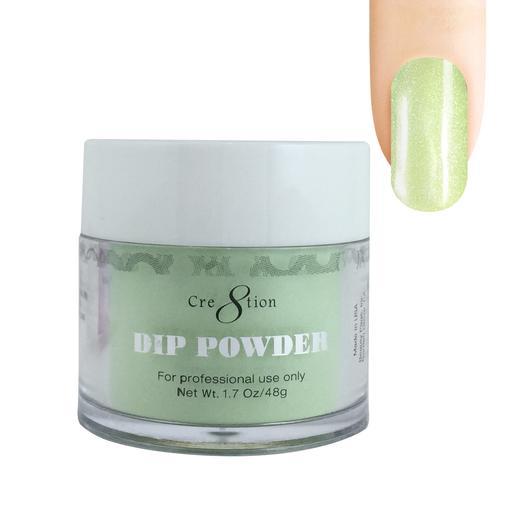 Cre8tion
DIP POWDER
For professional use only
Net Wt. 1.7 Oz/48g
Made in USA